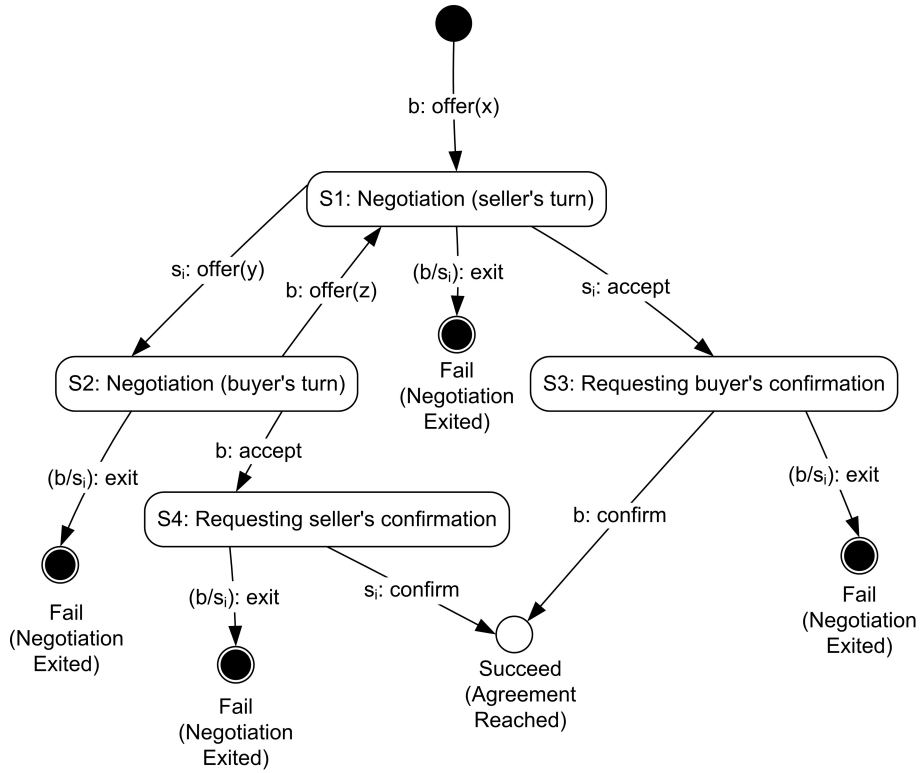 b: offer(x)
S1: Negotiation (seller's turn)
sᵢ: offer(y)
b: offer(z)
(b/sᵢ): exit
sᵢ: accept
Fail
(Negotiation
Exited)
S2: Negotiation (buyer's turn)
S3: Requesting buyer's confirmation
(b/sᵢ): exit
b: accept
(b/sᵢ): exit
S4: Requesting seller's confirmation
b: confirm
(b/sᵢ): exit
sᵢ: confirm
Fail
(Negotiation
Exited)
Fail
(Negotiation
Exited)
Succeed
(Agreement
Reached)
Fail
(Negotiation
Exited)